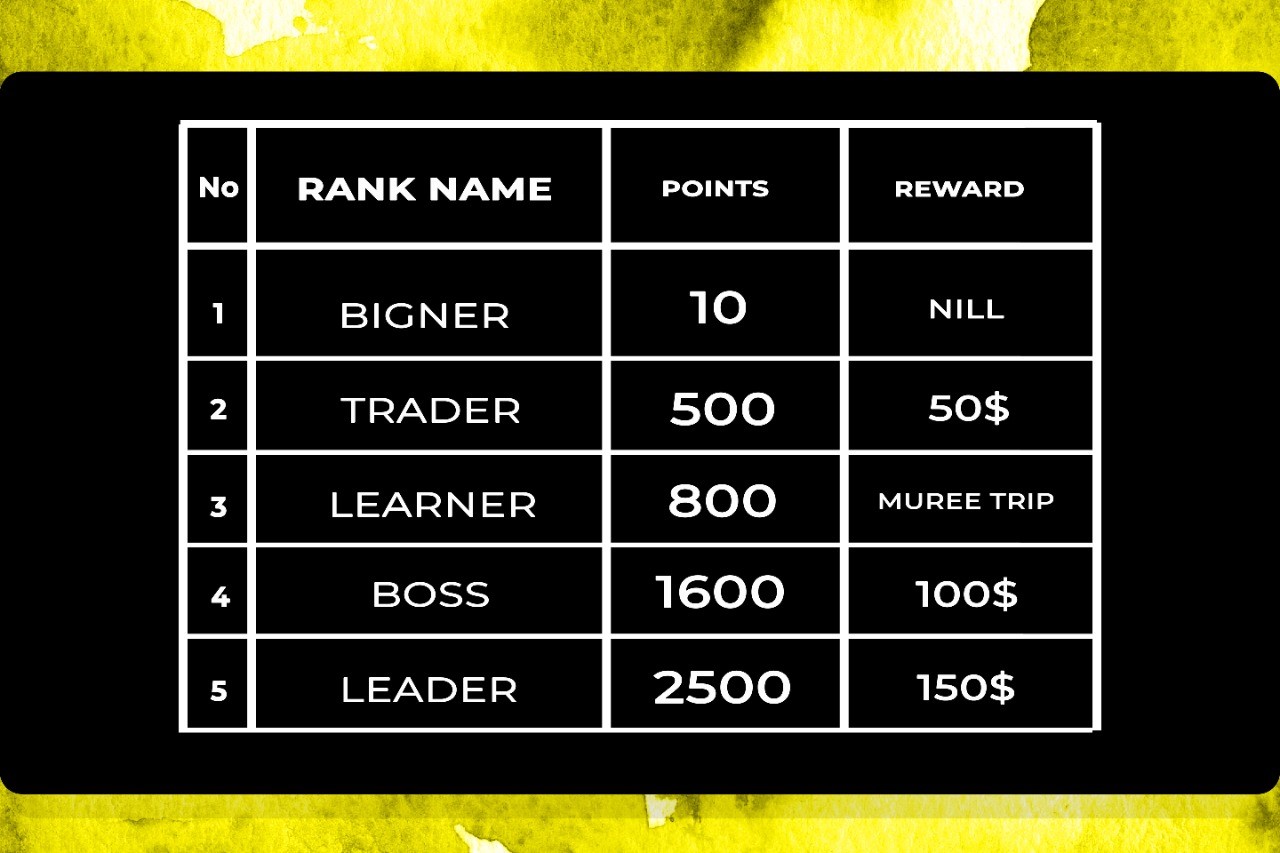 No RANK NAME POINTS REWARD
1 BIGNER 10 NILL
2 TRADER 500 50$
3 LEARNER 800 MUREE TRIP
4 BOSS 1600 100$
5 LEADER 2500 150$